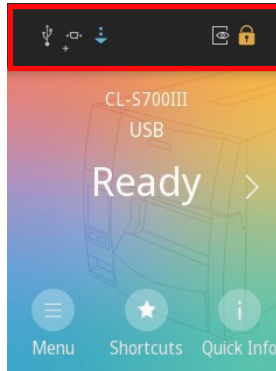 CL-S700III
USB
Ready
Menu
Shortcuts
Quick Info